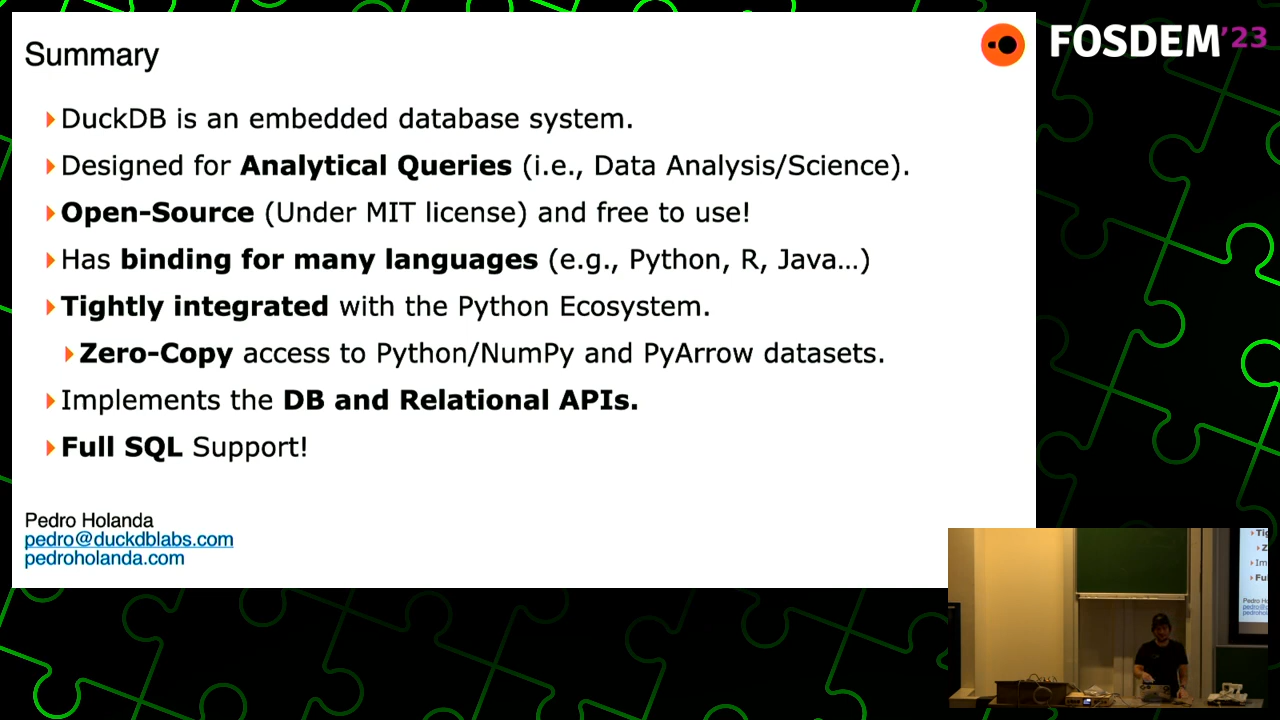 Summary
FOSDEM'23
DuckDB is an embedded database system.
Designed for Analytical Queries (i.e., Data Analysis/Science).
Open-Source (Under MIT license) and free to use!
Has binding for many languages (e.g., Python, R, Java…)
Tightly integrated with the Python Ecosystem.
Zero-Copy access to Python/NumPy and PyArrow datasets.
Implements the DB and Relational APIs.
Full SQL Support!
Pedro Holanda
pedro@duckdblabs.com
pedroholanda.com